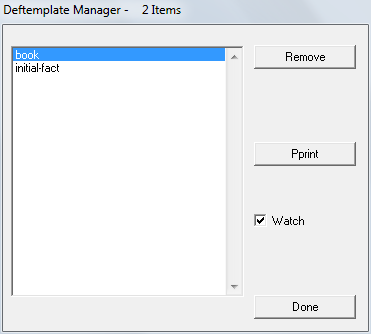 Deftemplate Manager - 2 Items
book
initial-fact
Remove
Pprint
Watch
Done